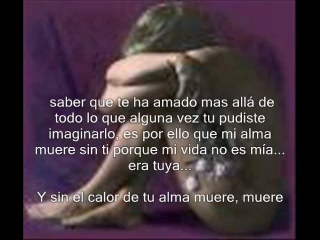 saber que te ha amado mas allá de
todo lo que alguna vez tu pudiste
imaginarlo, es por ello que mi alma
muere sin ti porque mi vida no es mía...
era tuya...
Y sin el calor de tu alma muere, muere